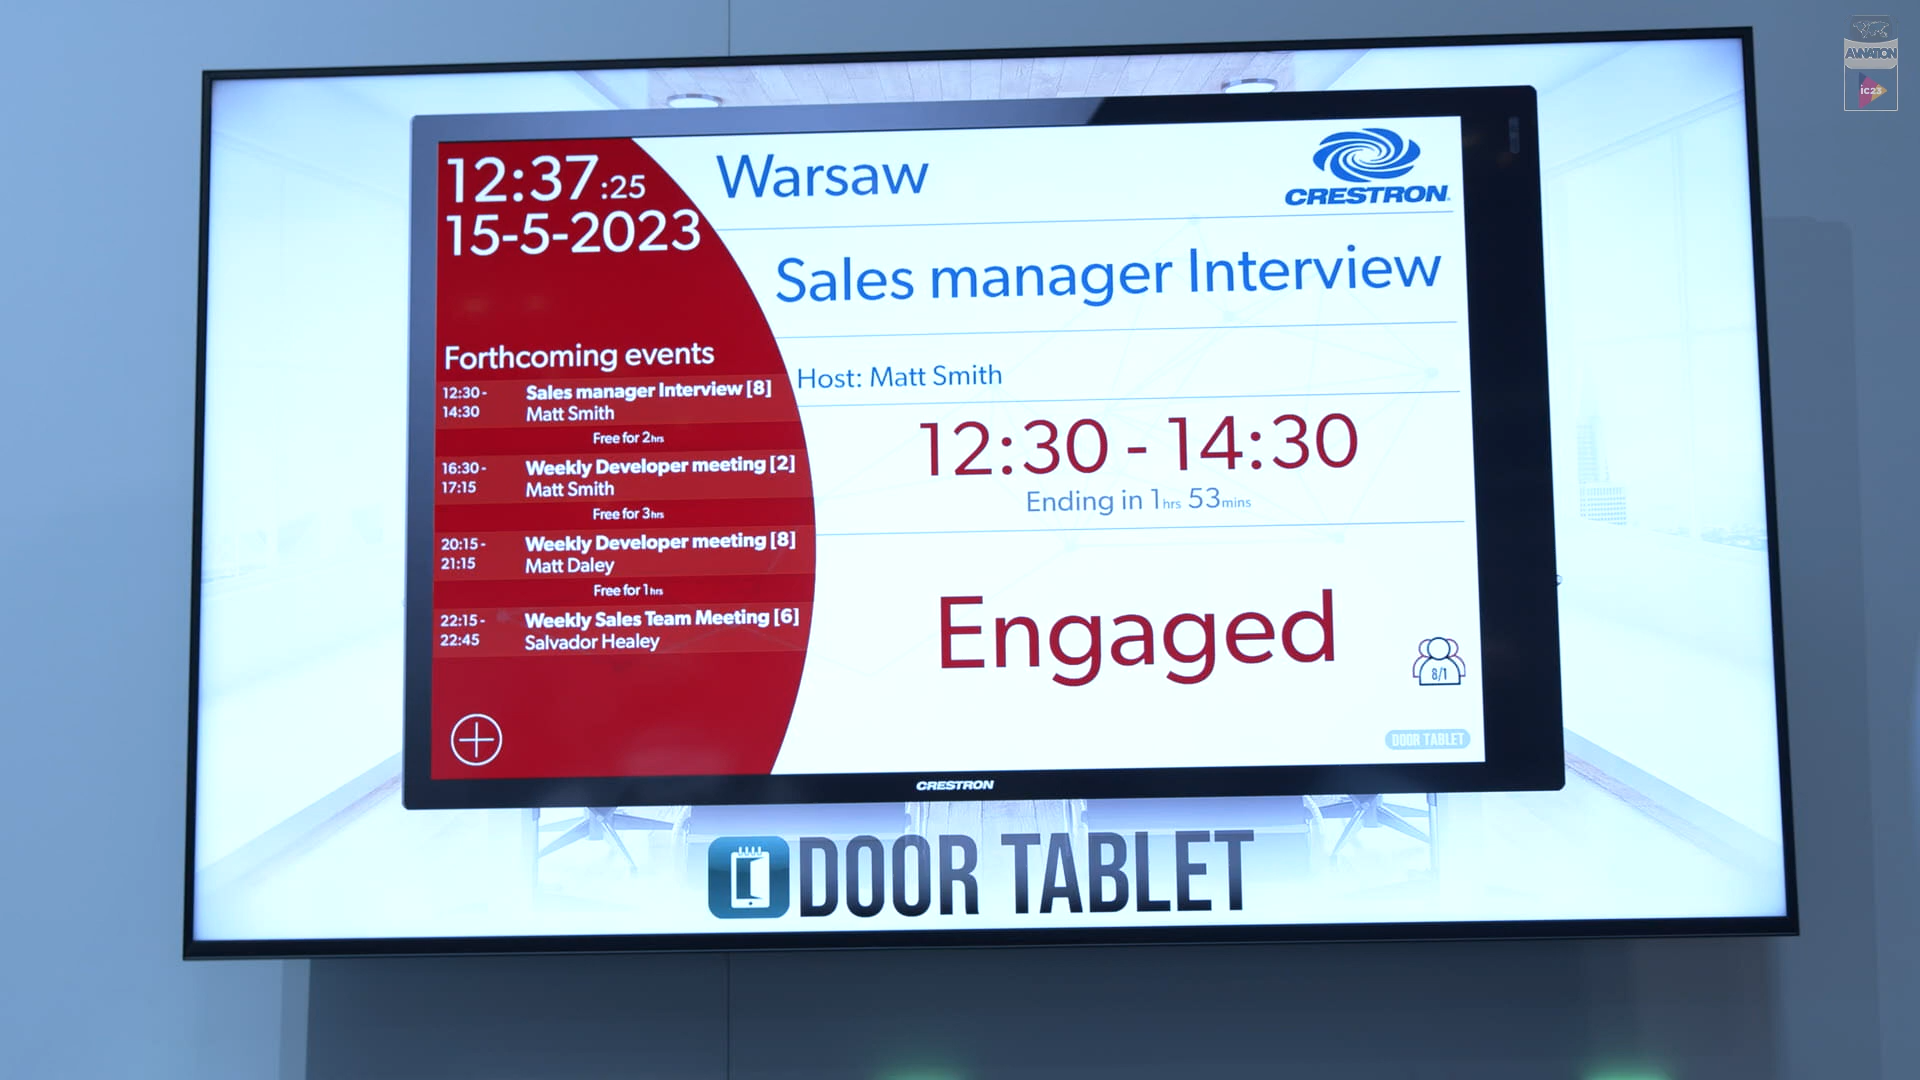 AVNATION
ic23
12:37:25
15-5-2023
Warsaw
CRESTRON
Sales manager Interview
Forthcoming events
12:30-
14:30
Sales manager Interview [8]
Matt Smith
Free for 2hrs
16:30-
17:15
Weekly Developer meeting [2]
Matt Smith
Free for 3hrs
20:15-
21:15
Weekly Developer meeting [8]
Matt Daley
Free for 1hrs
22:15-
22:45
Weekly Sales Team Meeting [6]
Salvador Healey
Host: Matt Smith
12:30 - 14:30
Ending in 1hrs 53mins
Engaged
8/1
DOOR TABLET
CRESTRON
DOOR TABLET